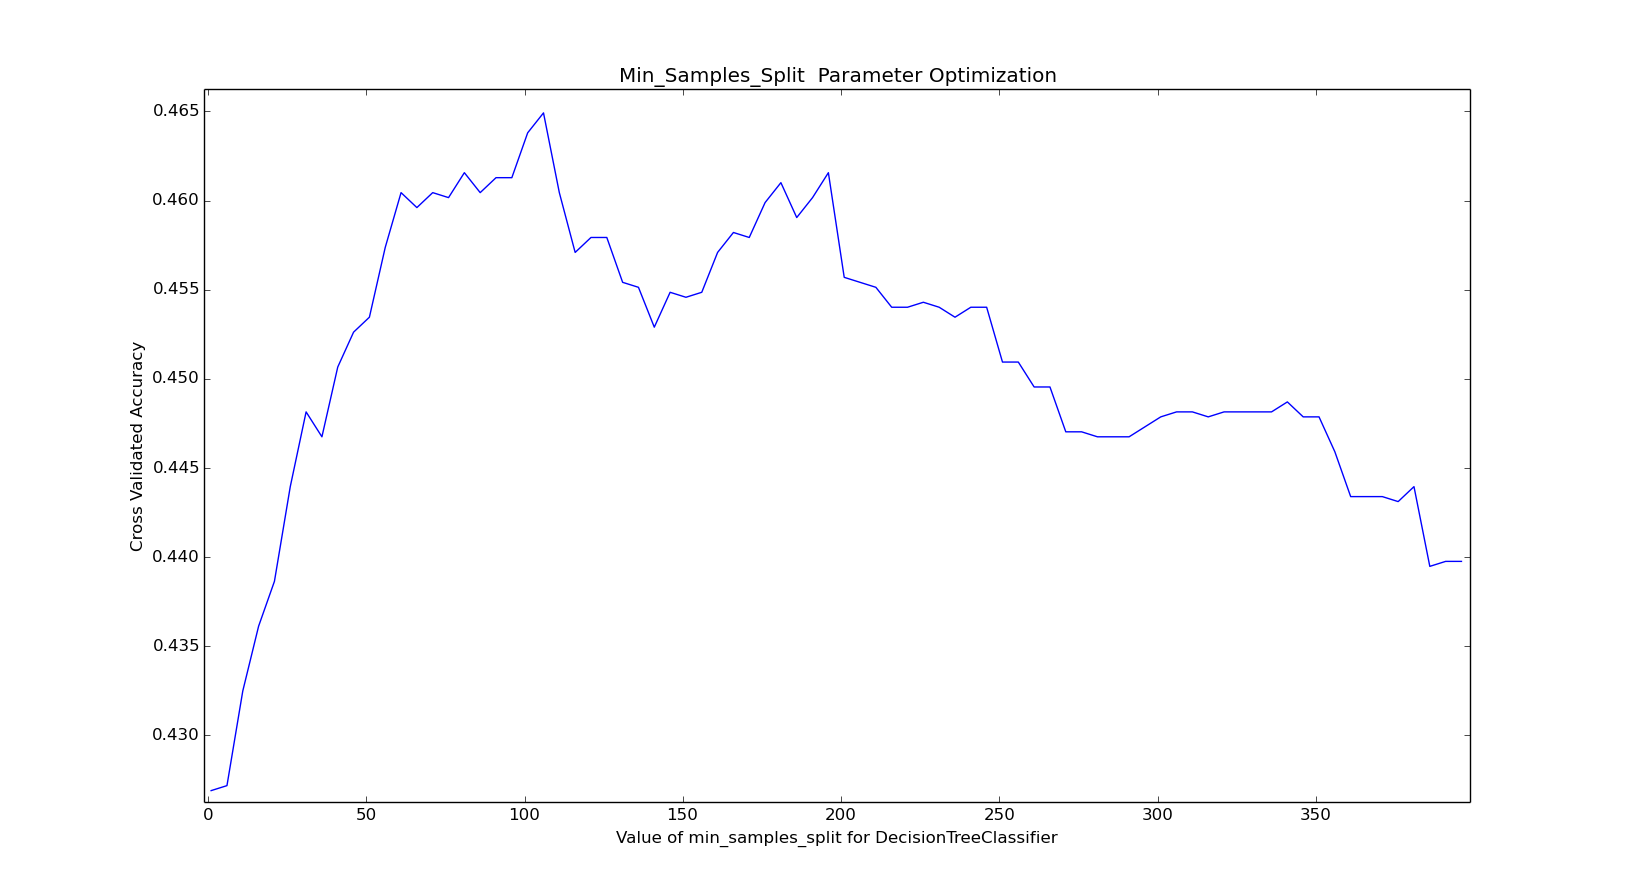 Min_Samples_Split  Parameter Optimization
0.465
0.460
0.455
0.450
0.445
0.440
0.435
0.430
Cross Validated Accuracy
0 50 100 150 200 250 300 350
Value of min_samples_split for DecisionTreeClassifier